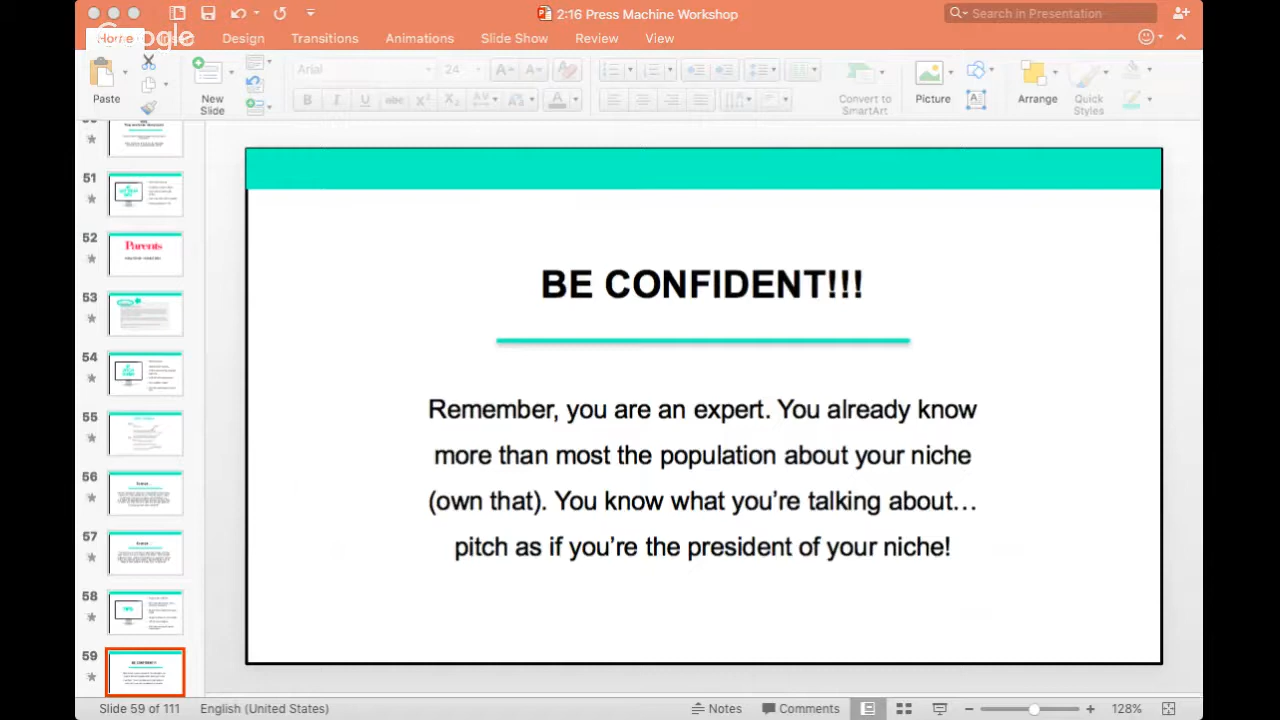 2:16 Press Machine Workshop
Search in Presentation
Google
Home
Design
Transitions
Animations
Slide Show
Review
View
Paste
New
Slide
Arial
24
Convert to
SmartArt
Picture
Arrange
Quick
Styles
51
52
Parents
53
54
55
56
57
58
59
BE CONFIDENT!!!
Remember, you are an expert. You already know
more than most the population about your niche
(own that). You know what you’re talking about…
pitch as if you’re the president of your niche!
Slide 59 of 111
English (United States)
Notes
Comments
128%